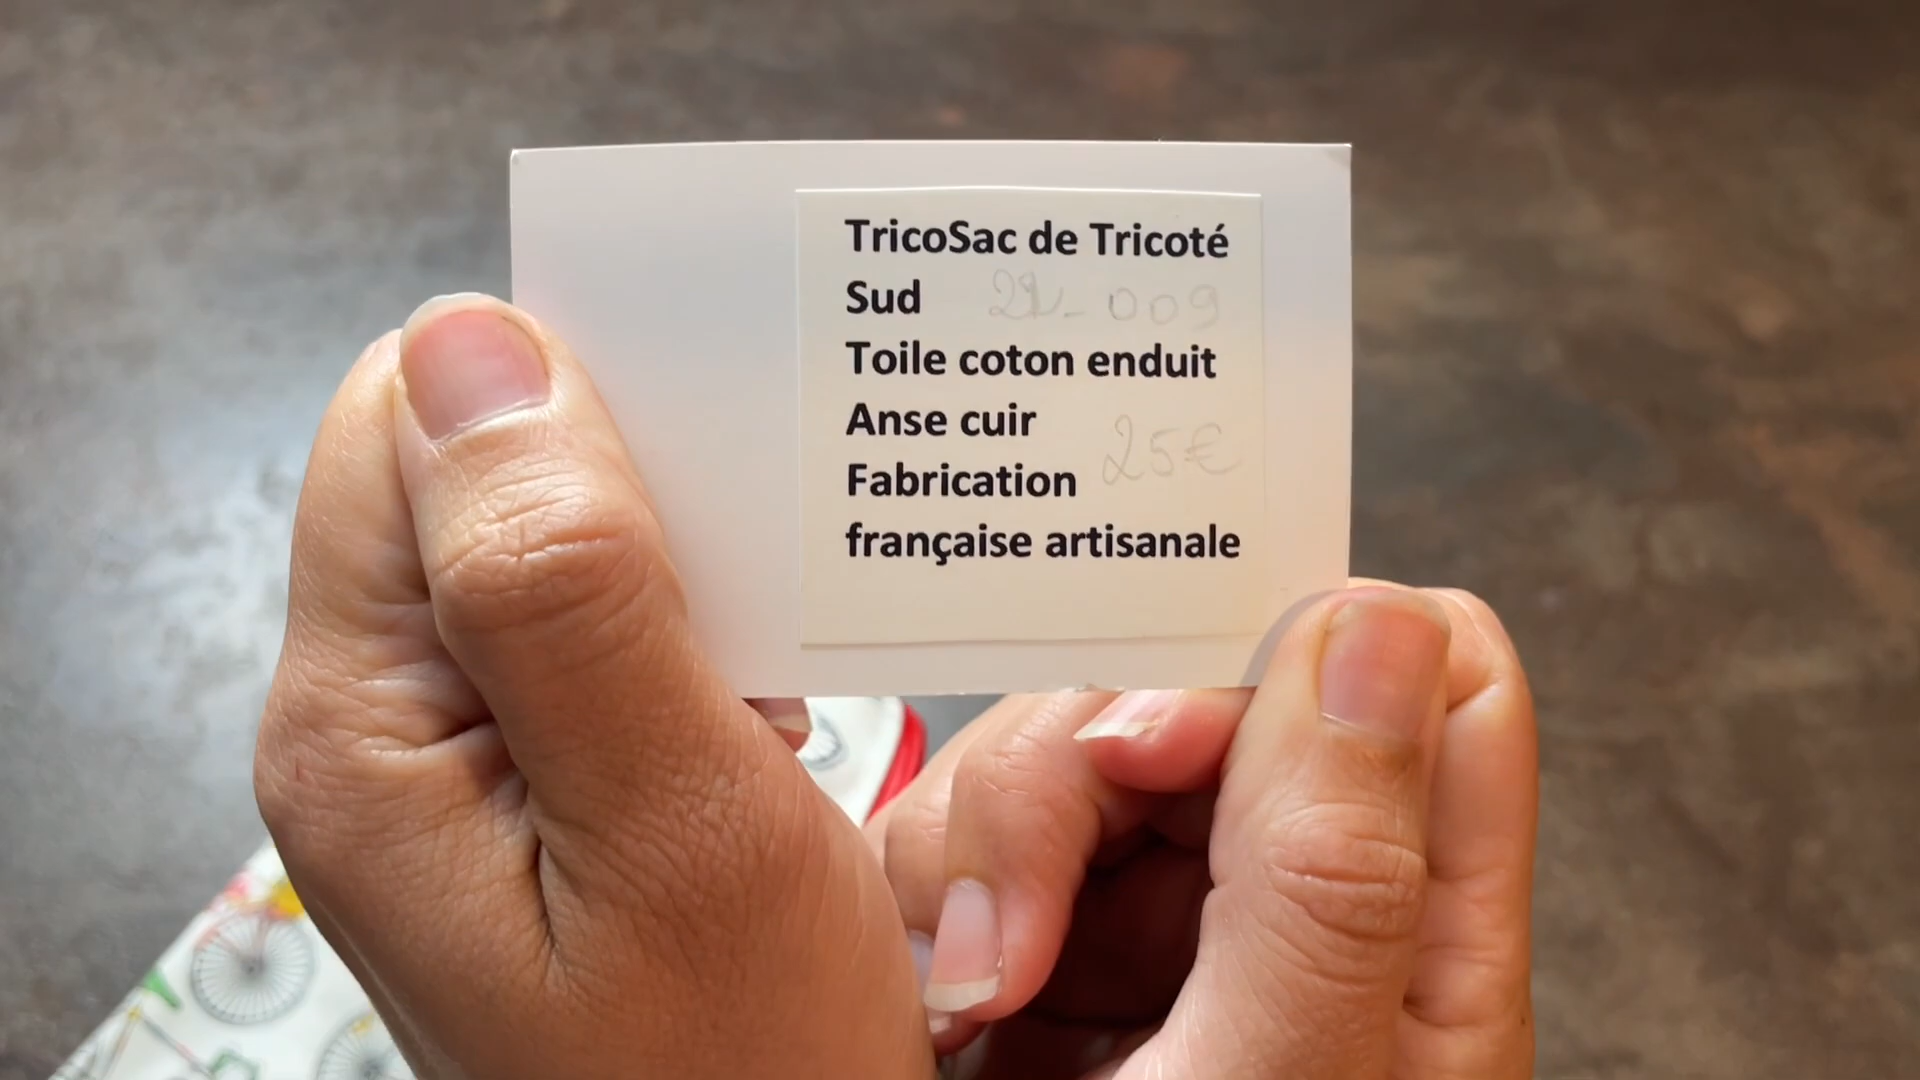 TricoSac de Tricoté
Sud
Toile coton enduit
Anse cuir
25€
Fabrication
française artisanale